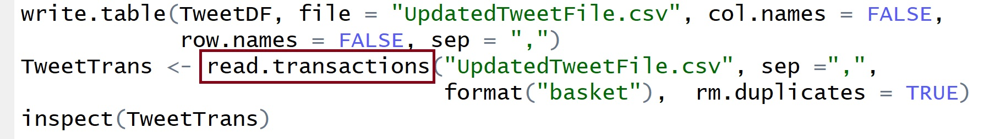 write.table(TweetDF, file = "UpdatedTweetFile.csv", col.names = FALSE,
row.names = FALSE, sep = ",")
TweetTrans <- read.transactions("UpdatedTweetFile.csv", sep =",",
format("basket"),  rm.duplicates = TRUE)
inspect(TweetTrans)